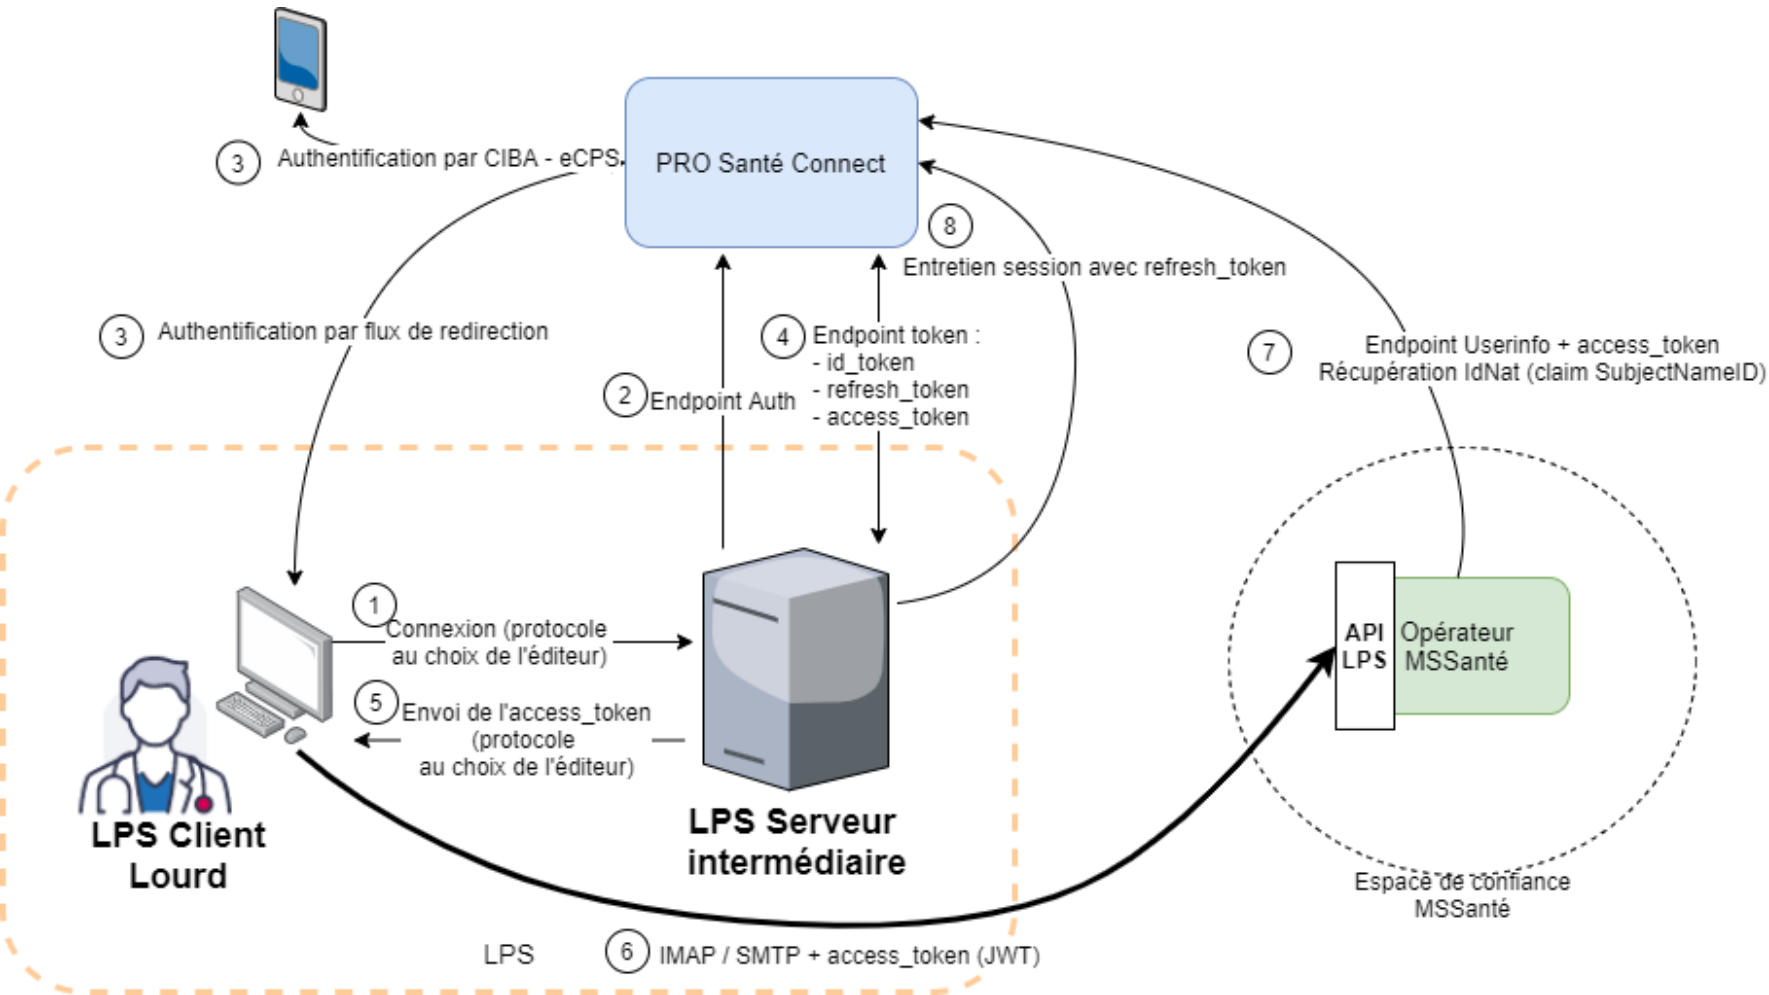 PRO Santé Connect
3
Authentification par CIBA - eCPS
8
Entretien session avec refresh_token
3
Authentification par flux de redirection
4
Endpoint token :
- id_token
- refresh_token
- access_token
2
Endpoint Auth
7
Endpoint Userinfo + access_token
Récupération IdNat (claim SubjectNameID)
1
Connexion (protocole
au choix de l'éditeur)
5
Envoi de l'access_token
(protocole
au choix de l'éditeur)
API
LPS
Opérateur
MSSanté
LPS Client
Lourd
LPS Serveur
intermédiaire
Espace de confiance
MSSanté
LPS
6
IMAP / SMTP + access_token (JWT)